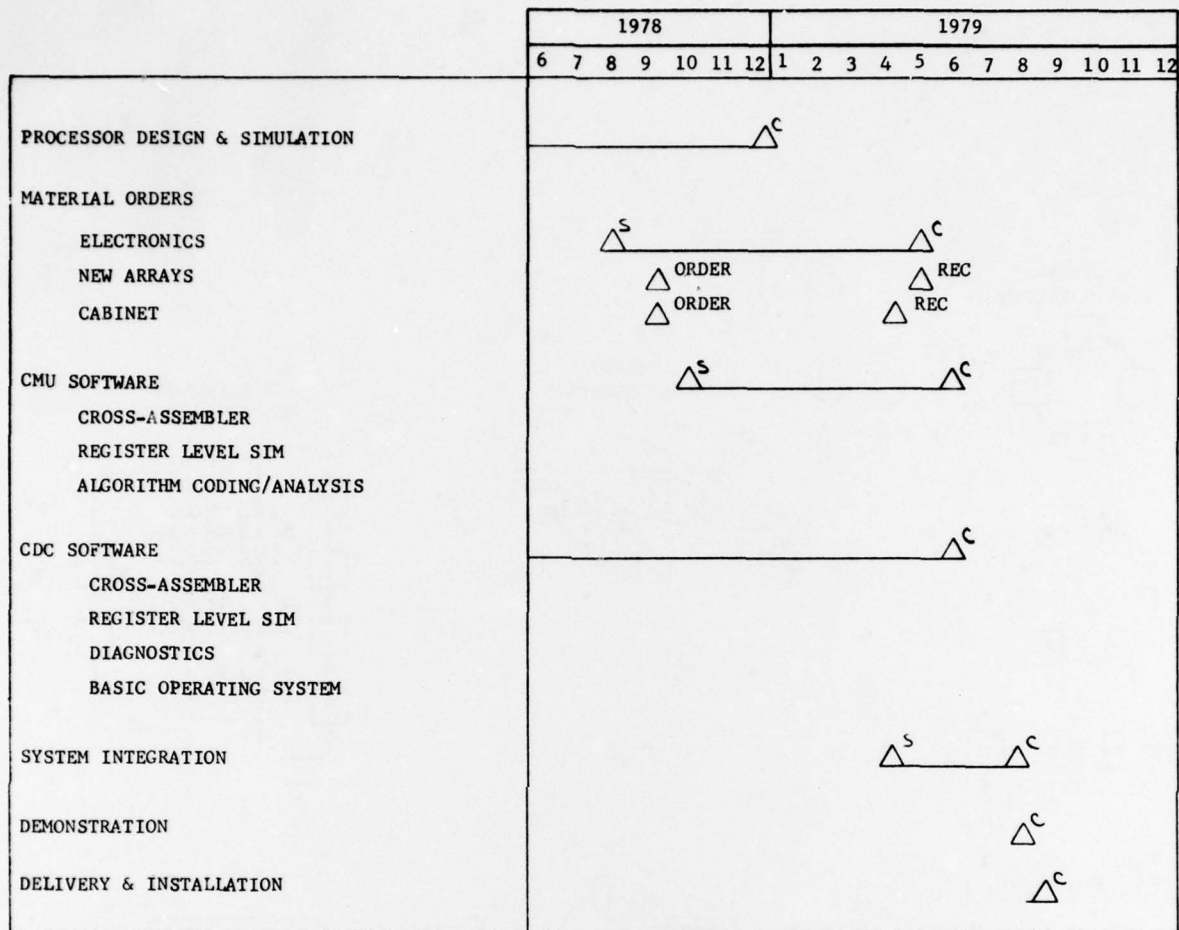 1978 1979
6 7 8 9 10 11 12 1 2 3 4 5 6 7 8 9 10 11 12
PROCESSOR DESIGN & SIMULATION C
MATERIAL ORDERS
ELECTRONICS S C
NEW ARRAYS ORDER REC
CABINET ORDER REC
CMU SOFTWARE S C
CROSS-ASSEMBLER
REGISTER LEVEL SIM
ALGORITHM CODING/ANALYSIS
CDC SOFTWARE C
CROSS-ASSEMBLER
REGISTER LEVEL SIM
DIAGNOSTICS
BASIC OPERATING SYSTEM
SYSTEM INTEGRATION S C
DEMONSTRATION C
DELIVERY & INSTALLATION C